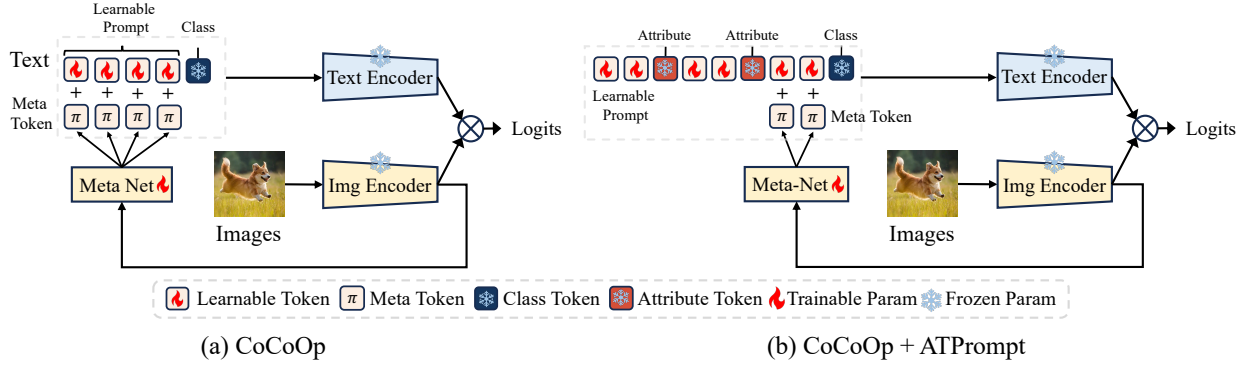 Learnable
Prompt
Class
Text
+ + + +
Meta
Token
π π π π
Meta Net
Text Encoder
Img Encoder
Images
Logits
Attribute
Attribute
Class
Learnable
Prompt
+ +
π π
Meta Token
Meta-Net
Text Encoder
Img Encoder
Images
Logits
Learnable Token
π Meta Token
Class Token
Attribute Token
Trainable Param
Frozen Param
(a) CoCoOp
(b) CoCoOp + ATPrompt